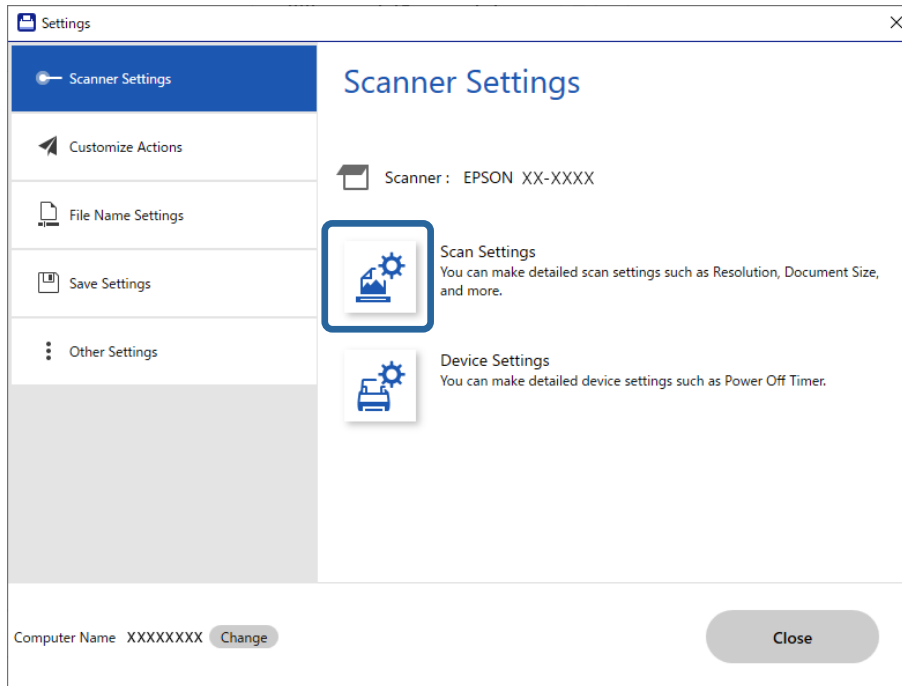 Settings
Scanner Settings
Customize Actions
File Name Settings
Save Settings
Other Settings
Scanner Settings
Scanner : EPSON XX-XXXX
Scan Settings
You can make detailed scan settings such as Resolution, Document Size,
and more.
Device Settings
You can make detailed device settings such as Power Off Timer.
Computer Name XXXXXXXX Change
Close